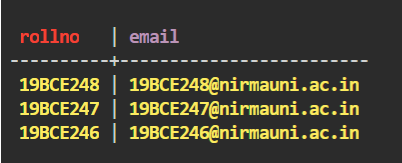 rollno | email
----------+-------------------------
19BCE248 | 19BCE248@nirmauni.ac.in
19BCE247 | 19BCE247@nirmauni.ac.in
19BCE246 | 19BCE246@nirmauni.ac.in